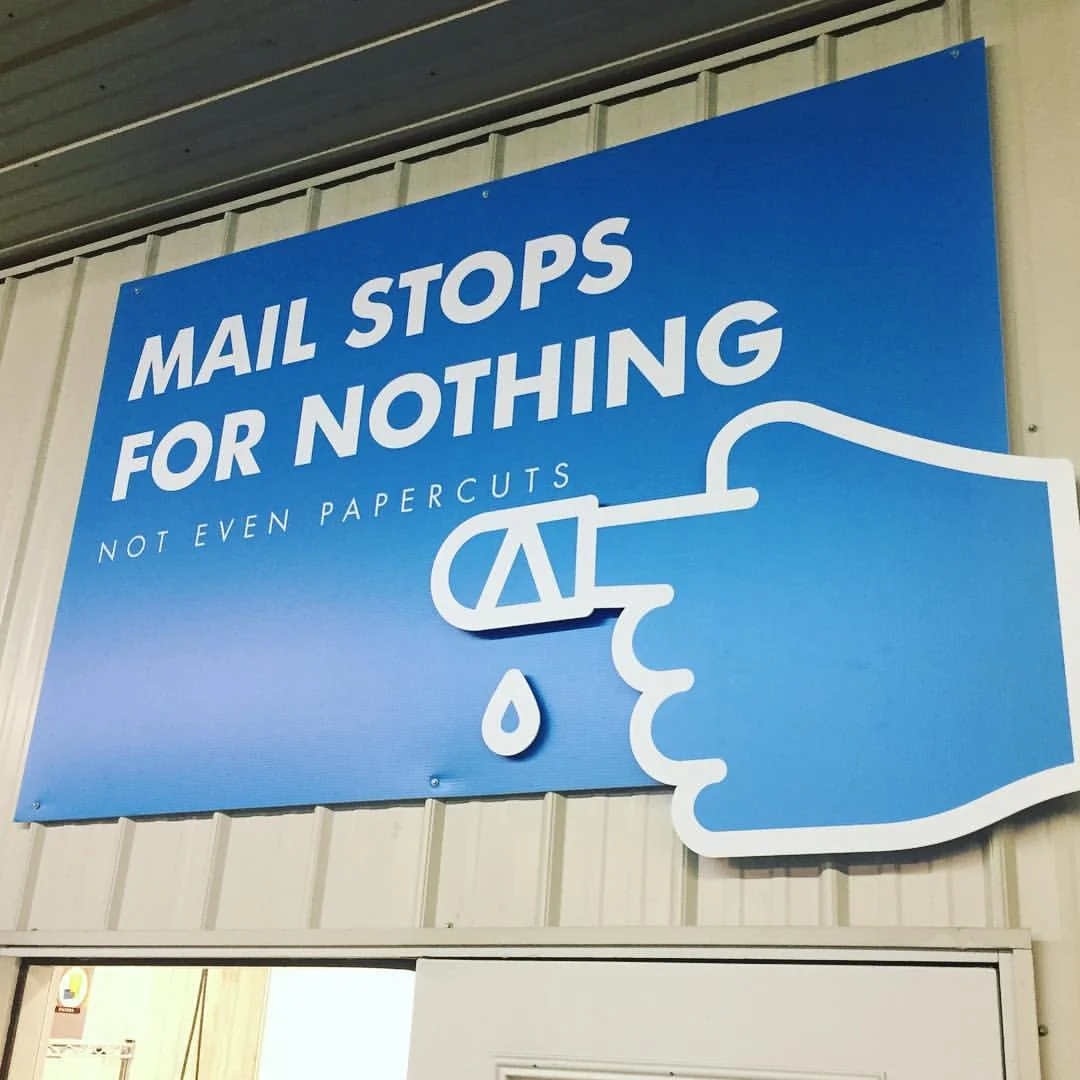 MAIL STOPS
FOR NOTHING
NOT EVEN PAPERCUTS